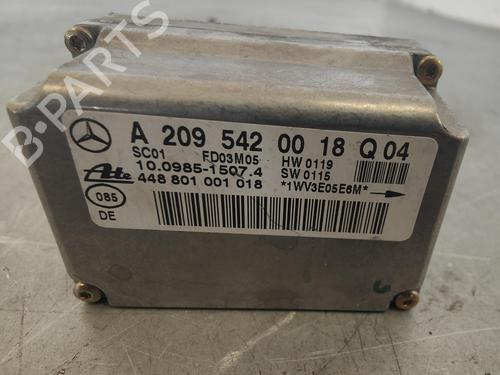 B-PARTS
A 209 542 00 18 Q 04
SC01 FD03M05 HW 0119
10.0985-1507.4 SW 0115
Ate 448 801 001 018 *1WV3E05E6M*
085
DE